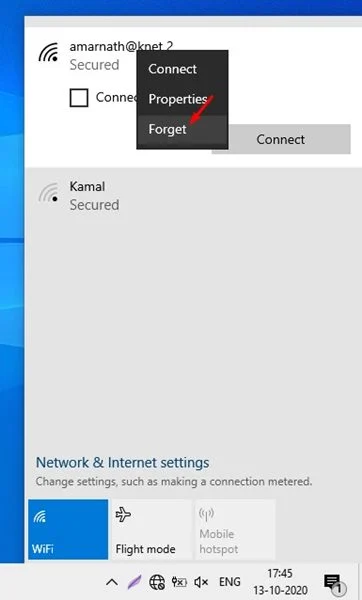 amarnath@knet 2
Secured
Connect
Properties
Forget
Connect
Kamal
Secured
Network & Internet settings
Change settings, such as making a connection metered.
WiFi
Flight mode
Mobile
hotspot
ENG
17:45
13-10-2020
1